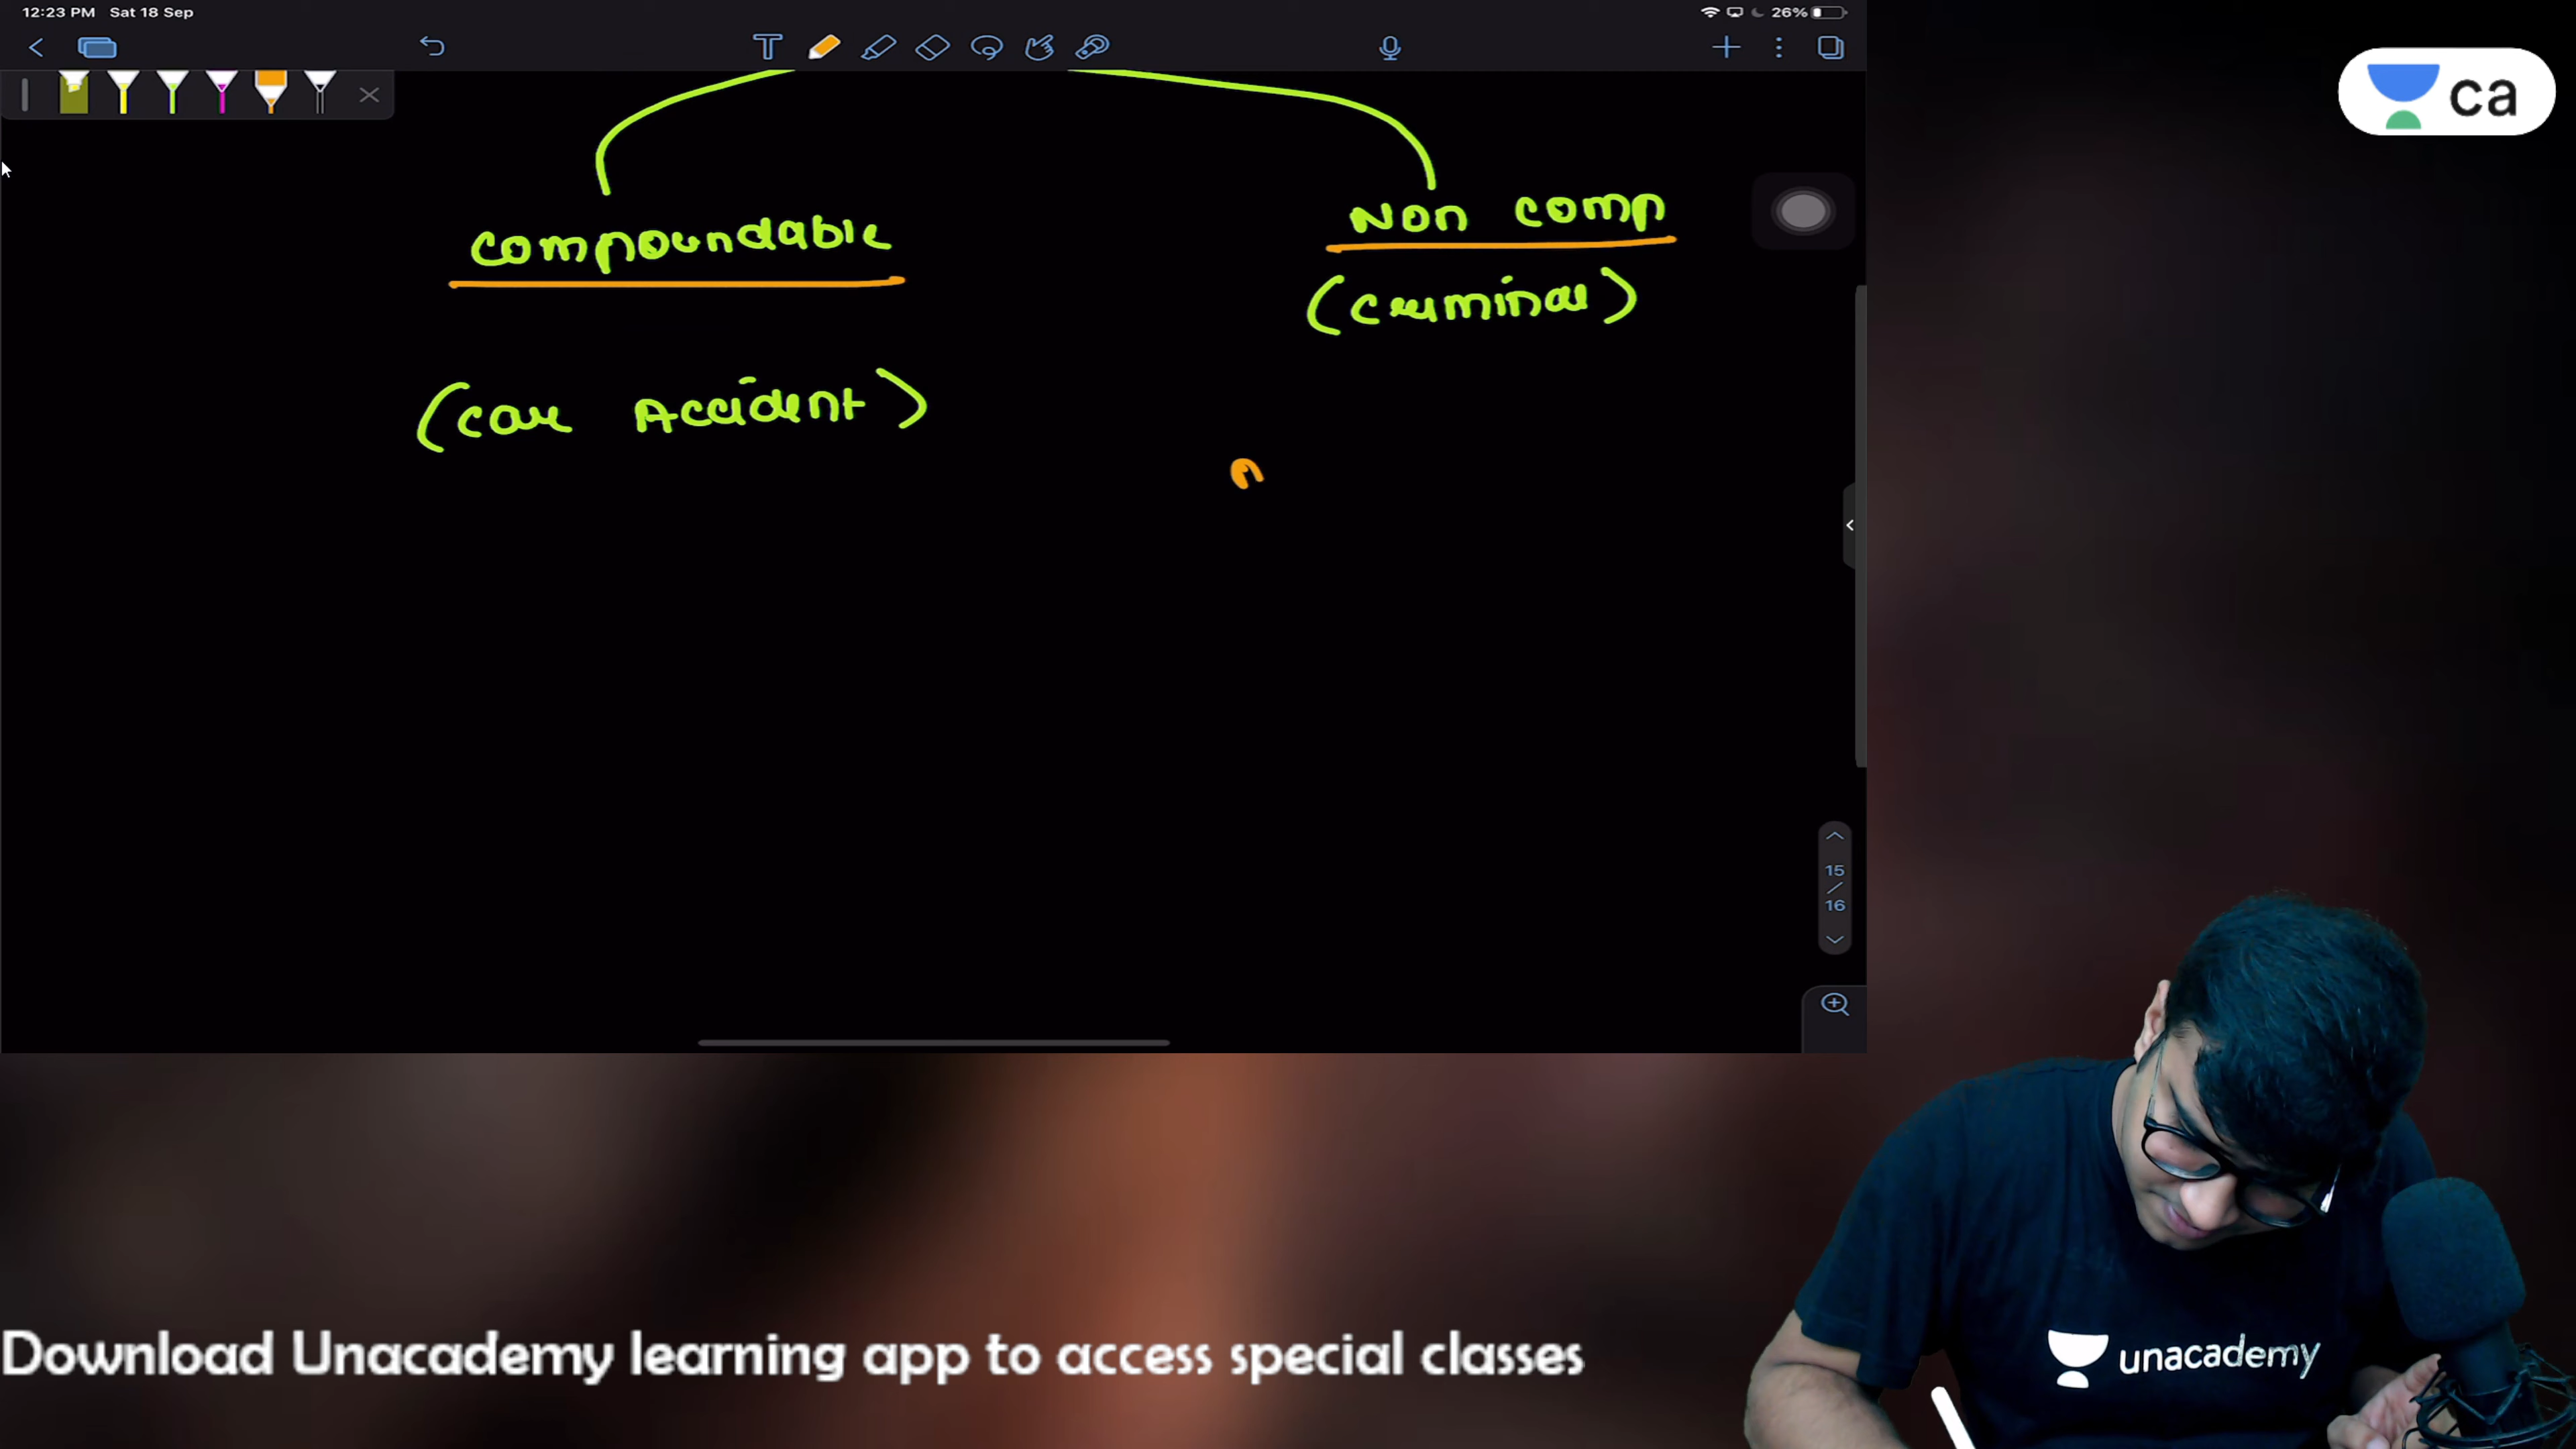 12:23 PM Sat 18 Sep
26%
ca
compoundable
Non comp
(criminal)
(car Accident)
15
/
16
unacademy
Download Unacademy learning app to access special classes